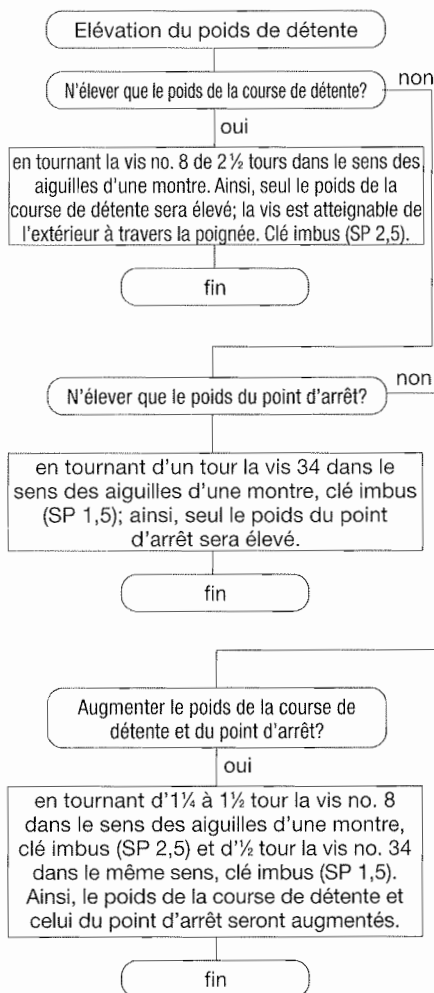 Elévation du poids de détente
N'élever que le poids de la course de détente?
non
oui
en tournant la vis no. 8 de 2½ tours dans le sens des
aiguilles d'une montre. Ainsi, seul le poids de la
course de détente sera élevé; la vis est atteignable de
l'extérieur à travers la poignée. Clé imbus (SP 2,5).
fin
N'élever que le poids du point d'arrêt?
non
en tournant d'un tour la vis 34 dans le
sens des aiguilles d'une montre, clé imbus
(SP 1,5); ainsi, seul le poids du point
d'arrêt sera élevé.
fin
Augmenter le poids de la course de
détente et du point d'arrêt?
oui
en tournant d'1¼ à 1½ tour la vis no. 8
dans le sens des aiguilles d'une montre,
clé imbus (SP 2,5) et d'½ tour la vis no. 34
dans le même sens, clé imbus (SP 1,5).
Ainsi, le poids de la course de détente et
celui du point d'arrêt seront augmentés.
fin